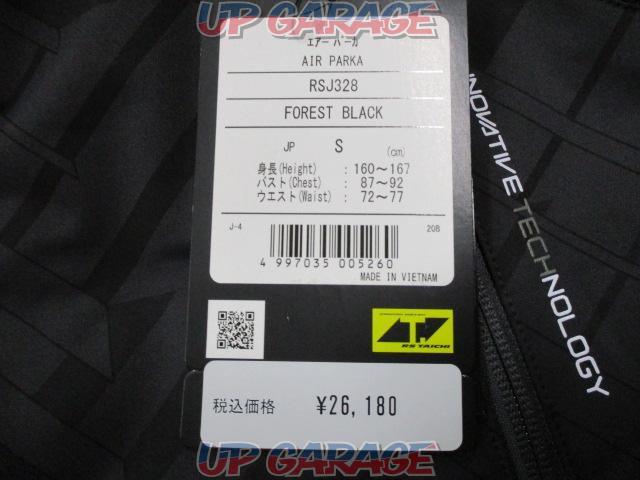 UP GARAGE
エアー パーカ
AIR PARKA
RSJ328
FOREST BLACK
JP S (cm)
身長(Height) : 160～167
バスト(Chest) : 87～92
ウエスト(Waist) : 72～77
J-4 20B
4 997035 005260
MADE IN VIETNAM
RS TAICHI
税込価格 ¥26,180
INNOVATIVE TECHNOLOGY
UP GARAGE